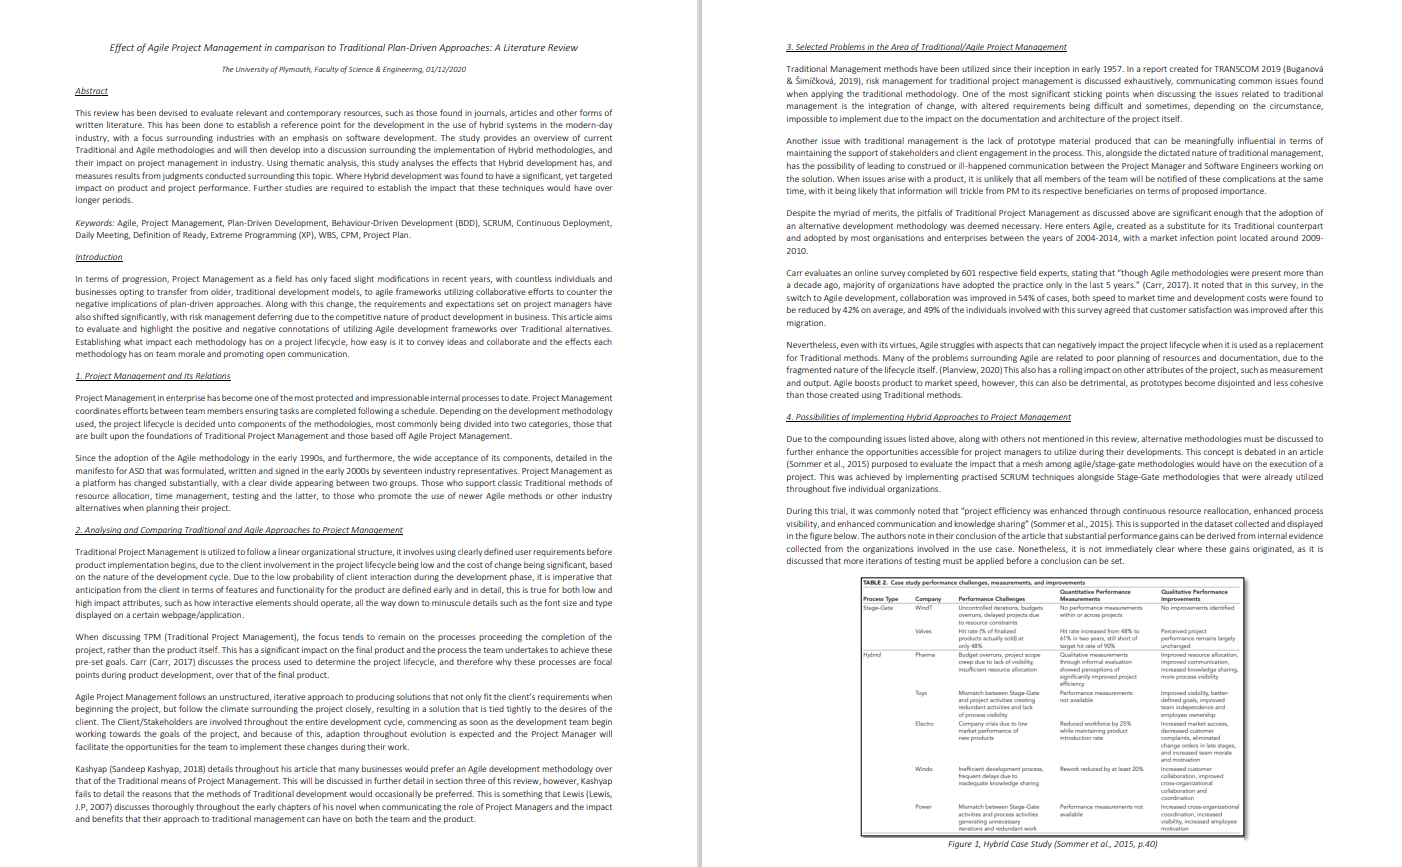 Effect of Agile Project Management in comparison to Traditional Plan-Driven Approaches: A Literature Review
The University of Plymouth, Faculty of Science & Engineering, 01/12/2020
Abstract
This review has been devised to evaluate relevant and contemporary resources, such as those found in journals, articles and other forms of
written literature. This has been done to establish a reference point for the development in the use of hybrid systems in the modern-day
industry, with a focus surrounding industries with an emphasis on software development. The study provides an overview of current
Traditional and Agile methodologies and will then develop into a discussion surrounding the implementation of Hybrid methodologies, and
their impact on project management in industry. Using thematic analysis, this study analyses the effects that Hybrid development has, and
measures results from judgments conducted surrounding this topic. Where Hybrid development was found to have a significant, yet targeted
impact on product and project performance. Further studies are required to establish the impact that these techniques would have over
longer periods.
Keywords: Agile, Project Management, Plan-Driven Development, Behaviour-Driven Development (BDD), SCRUM, Continuous Deployment,
Daily Meeting, Definition of Ready, Extreme Programming (XP), WBS, CPM, Project Plan.
Introduction
In terms of progression, Project Management as a field has only faced slight modifications in recent years, with countless individuals and
businesses opting to transfer from older, traditional development models, to agile frameworks utilizing collaborative efforts to counter the
negative implications of plan-driven approaches. Along with this change, the requirements and expectations set on project managers have
also shifted significantly, with risk management deferring due to the competitive nature of product development in business. This article aims
to evaluate and highlight the positive and negative connotations of utilizing Agile development frameworks over Traditional alternatives.
Establishing what impact each methodology has on a project lifecycle, how easy is it to convey ideas and collaborate and the effects each
methodology has on team morale and promoting open communication.
1. Project Management and Its Relations
Project Management in enterprise has become one of the most protected and impressionable internal processes to date. Project Management
coordinates efforts between team members ensuring tasks are completed following a schedule. Depending on the development methodology
used, the project lifecycle is decided unto components of the methodologies, most commonly being divided into two categories, those that
are built upon the foundations of Traditional Project Management and those based off Agile Project Management.
Since the adoption of the Agile methodology in the early 1990s, and furthermore, the wide acceptance of its components, detailed in the
manifesto for ASD that was formulated, written and signed in the early 2000s by seventeen industry representatives. Project Management as
a platform has changed substantially, with a clear divide appearing between two groups. Those who support classic Traditional methods of
resource allocation, time management, testing and the latter, to those who promote the use of newer Agile methods or other industry
alternatives when planning their project.
2. Analysing and Comparing Traditional and Agile Approaches to Project Management
Traditional Project Management is utilized to follow a linear organizational structure, it involves using clearly defined user requirements before
product implementation begins, due to the client involvement in the project lifecycle being low and the cost of change being significant, based
on the nature of the development cycle. Due to the low probability of client interaction during the development phase, it is imperative that
anticipation from the client in terms of features and functionality for the product are defined early and in detail, this is true for both low and
high impact attributes, such as how interactive elements should operate, all the way down to minuscule details such as the font size and type
displayed on a certain webpage/application.
When discussing TPM (Traditional Project Management), the focus tends to remain on the processes proceeding the completion of the
project, rather than the product itself. This has a significant impact on the final product and the process the team undertakes to achieve these
pre-set goals. Carr (Carr, 2017) discusses the process used to determine the project lifecycle, and therefore why these processes are focal
points during product development, over that of the final product.
Agile Project Management follows an unstructured, iterative approach to producing solutions that not only fit the client's requirements when
beginning the project, but follow the climate surrounding the project closely, resulting in a solution that is tied tightly to the desires of the
client. The Client/Stakeholders are involved throughout the entire development cycle, commencing as soon as the development team begin
working towards the goals of the project, and because of this, adaption throughout evolution is expected and the Project Manager will
facilitate the opportunities for the team to implement these changes during their work.
Kashyap (Sandeep Kashyap, 2018) details throughout his article that many businesses would prefer an Agile development methodology over
that of the Traditional means of Project Management. This will be discussed in further detail in section three of this review, however, Kashyap
fails to detail the reasons that the methods of Traditional development would occasionally be preferred. This is something that Lewis (Lewis,
J.P, 2007) discusses thoroughly throughout the early chapters of his novel when communicating the role of Project Managers and the impact
and benefits that their approach to traditional management can have on both the team and the product.
3. Selected Problems in the Area of Traditional/Agile Project Management
Traditional Management methods have been utilized since their inception in early 1957. In a report created for TRANSCOM 2019 (Buganová
& Šimíčková, 2019), risk management for traditional project management is discussed exhaustively, communicating common issues found
when applying the traditional methodology. One of the most significant sticking points when discussing the issues related to traditional
management is the integration of change, with altered requirements being difficult and sometimes, depending on the circumstance,
impossible to implement due to the impact on the documentation and architecture of the project itself.
Another issue with traditional management is the lack of prototype material produced that can be meaningfully influential in terms of
maintaining the support of stakeholders and client engagement in the process. This, alongside the dictated nature of traditional management,
has the possibility of leading to construed or ill-happened communication between the Project Manager and Software Engineers working on
the solution. When issues arise with a product, it is unlikely that all members of the team will be notified of these complications at the same
time, with it being likely that information will trickle from PM to its respective beneficiaries on terms of proposed importance.
Despite the myriad of merits, the pitfalls of Traditional Project Management as discussed above are significant enough that the adoption of
an alternative development methodology was deemed necessary. Here enters Agile, created as a substitute for its Traditional counterpart
and adopted by most organisations and enterprises between the years of 2004-2014, with a market infection point located around 2009-
2010.
Carr evaluates an online survey completed by 601 respective field experts, stating that "though Agile methodologies were present more than
a decade ago, majority of organizations have adopted the practice only in the last 5 years." (Carr, 2017). It noted that in this survey, in the
switch to Agile development, collaboration was improved in 54% of cases, both speed to market time and development costs were found to
be reduced by 42% on average, and 49% of the individuals involved with this survey agreed that customer satisfaction was improved after this
migration.
Nevertheless, even with its virtues, Agile struggles with aspects that can negatively impact the project lifecycle when it is used as a replacement
for Traditional methods. Many of the problems surrounding Agile are related to poor planning of resources and documentation, due to the
fragmented nature of the lifecycle itself. (Planview, 2020) This also has a rolling impact on other attributes of the project, such as measurement
and output. Agile boosts product to market speed, however, this can also be detrimental, as prototypes become disjointed and less cohesive
than those created using Traditional methods.
4. Possibilities of Implementing Hybrid Approaches to Project Management
Due to the compounding issues listed above, along with others not mentioned in this review, alternative methodologies must be discussed to
further enhance the opportunities accessible for project managers to utilize during their developments. This concept is debated in an article
(Sommer et al., 2015) purposed to evaluate the impact that a mesh among agile/stage-gate methodologies would have on the execution of a
project. This was achieved by implementing practised SCRUM techniques alongside Stage-Gate methodologies that were already utilized
throughout five individual organizations.
During this trial, it was commonly noted that "project efficiency was enhanced through continuous resource reallocation, enhanced process
visibility, and enhanced communication and knowledge sharing" (Sommer et al., 2015). This is supported in the dataset collected and displayed
in the figure below. The authors note in their conclusion of the article that substantial performance gains can be derived from internal evidence
collected from the organizations involved in the use case. Nonetheless, it is not immediately clear where these gains originated, as it is
discussed that more iterations of testing must be applied before a conclusion can be set.
TABLE 2. Case study performance challenges, measurements, and improvements
Process Type Company Performance Challenges Quantitative Performance Measurements Qualitative Performance Improvements
Stage-Gate WindT Uncontrolled iterations, budgets overruns, delayed projects due to resource constraints No performance measurements within or across projects No improvements identified
Valves Hit rate (% of finalized products actually sold) at only 48% Hit rate increased from 48% to 61% in two years, still short of target hit rate of 90% Perceived project performance remains largely unchanged
Hybrid Pharma Budget overruns, project scope creep due to lack of visibility, insufficient resource allocation Qualitative measurements through informal evaluation showed perceptions of significantly improved project efficiency Improved resource allocation, improved communication, increased knowledge sharing, more process visibility
Toys Mismatch between Stage-Gate and project activities creating redundant activities and lack of process visibility Performance measurements not available Improved visibility, better-defined goals, improved team independence and employee ownership
Electro Company crisis due to low market performance of new products Reduced workforce by 25% while maintaining product introduction rate Increased market success, decreased customer complaints, eliminated change orders in late stages, and increased team morale and motivation
Windo Inefficient development process, frequent delays due to inadequate knowledge sharing Rework reduced by at least 20% Increased customer collaboration, improved cross-organizational collaboration and coordination
Power Mismatch between Stage-Gate activities and process activities generating unnecessary iterations and redundant work Performance measurements not available Increased cross-organizational coordination, increased visibility, increased employee motivation
Figure 1, Hybrid Case Study (Sommer et al., 2015, p.40)